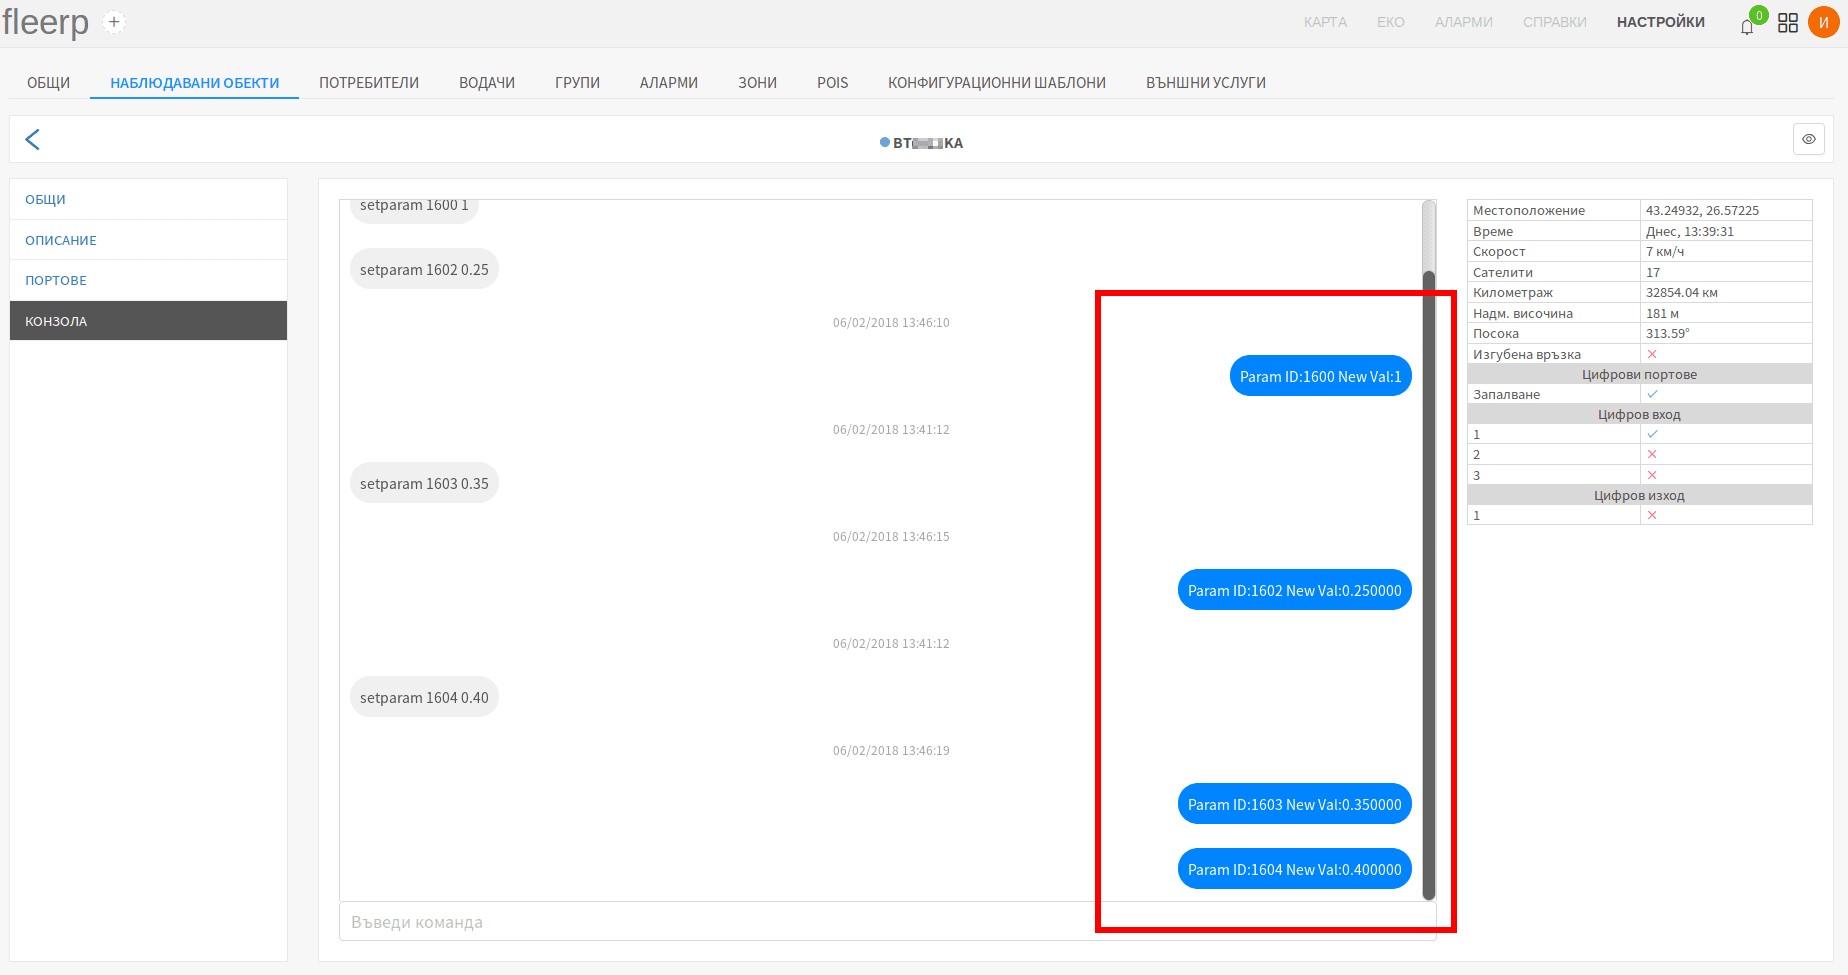 fleerp +
КАРТА ЕКО АЛАРМИ СПРАВКИ НАСТРОЙКИ 0 И
ОБЩИ НАБЛЮДАВАНИ ОБЕКТИ ПОТРЕБИТЕЛИ ВОДАЧИ ГРУПИ АЛАРМИ ЗОНИ POIS КОНФИГУРАЦИОННИ ШАБЛОНИ ВЪНШНИ УСЛУГИ
ОБЩИ
ОПИСАНИЕ
ПОРТОВЕ
КОНЗОЛА
setparam 1600 1
setparam 1602 0.25
06/02/2018 13:46:10
Param ID:1600 New Val:1
06/02/2018 13:41:12
setparam 1603 0.35
06/02/2018 13:46:15
Param ID:1602 New Val:0.250000
06/02/2018 13:41:12
setparam 1604 0.40
06/02/2018 13:46:19
Param ID:1603 New Val:0.350000
Param ID:1604 New Val:0.400000
Въведи команда
Местоположение 43.24932, 26.57225
Време Днес, 13:39:31
Скорост 7 км/ч
Сателити 17
Километраж 32854.04 км
Надм. височина 181 м
Посока 313.59°
Изгубена връзка
Цифрови портове
Запалване
Цифров вход
1
2
3
Цифров изход
1